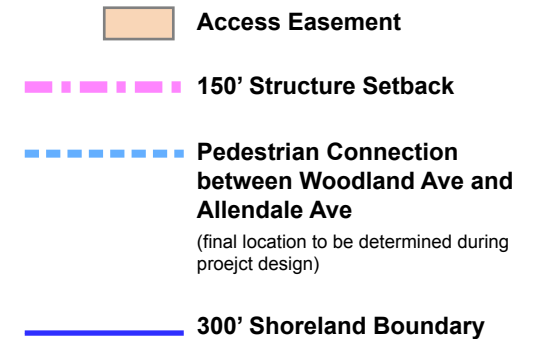 Access Easement
150’ Structure Setback
Pedestrian Connection
between Woodland Ave and
Allendale Ave
(final location to be determined during
proejct design)
300’ Shoreland Boundary